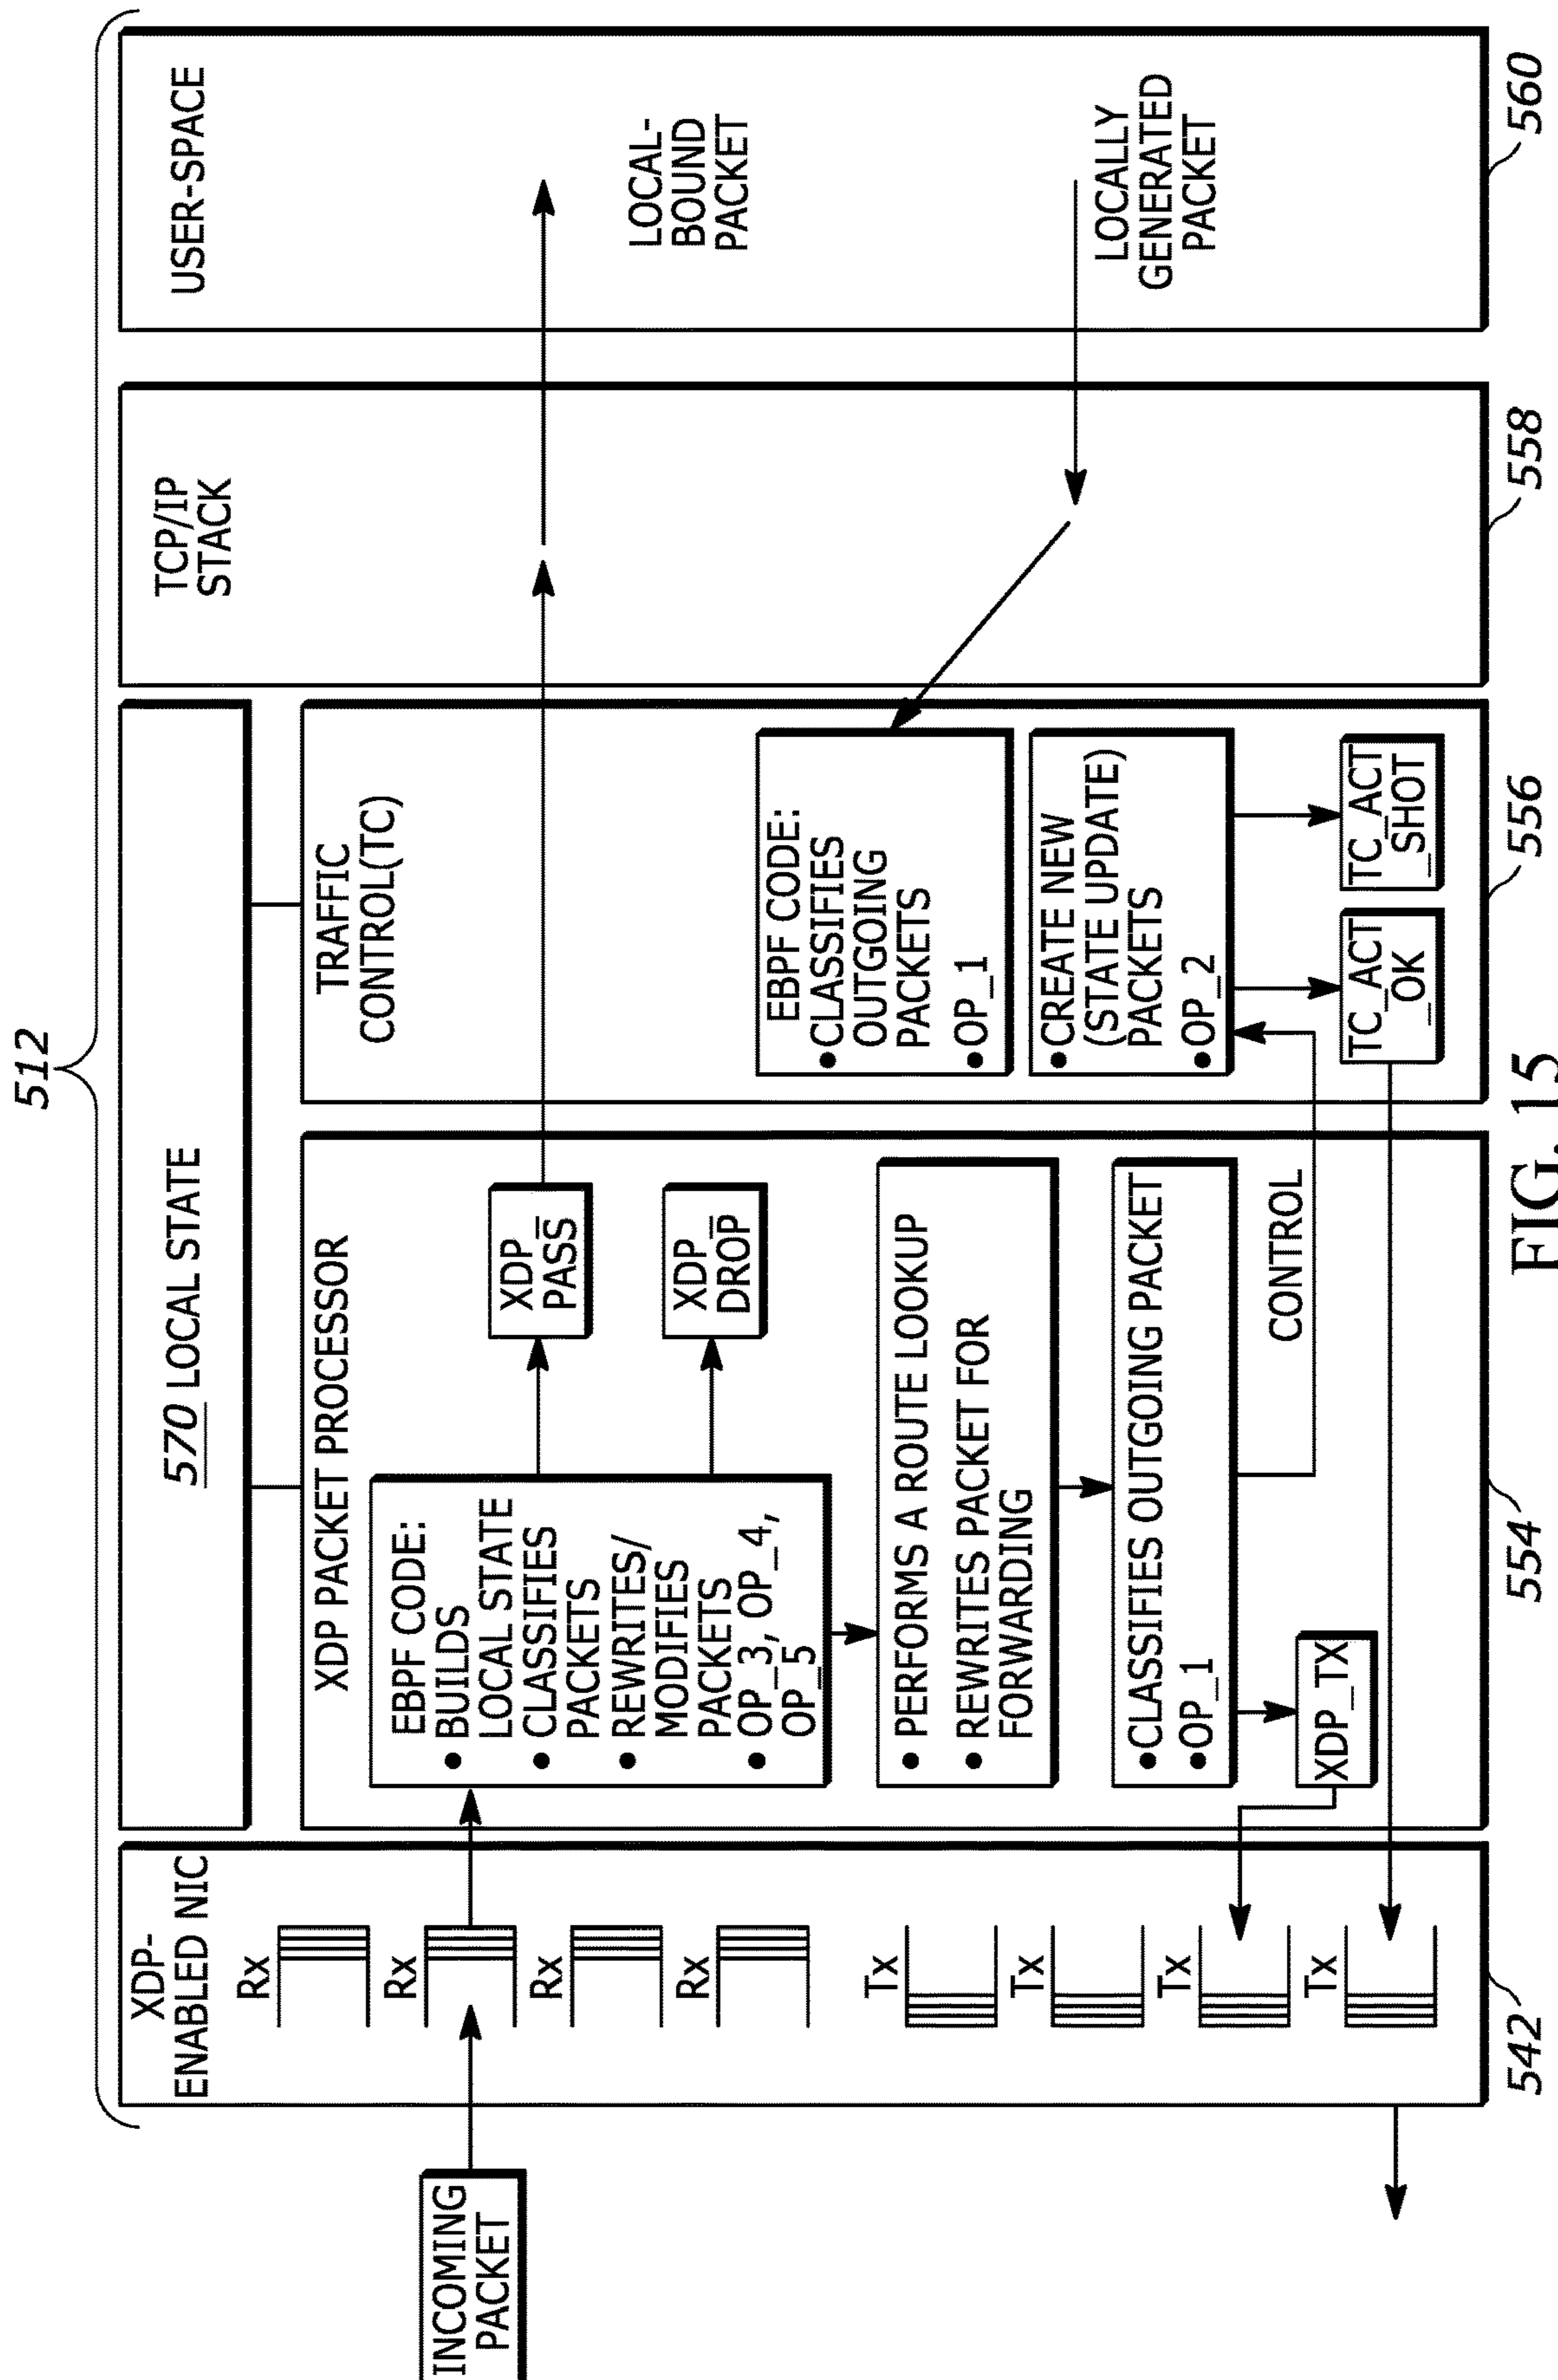 512
INCOMING
PACKET
XDP-
ENABLED NIC
Rx
Rx
Rx
Rx
Tx
Tx
Tx
Tx
542
570 LOCAL STATE
XDP PACKET PROCESSOR
EBPF CODE:
● BUILDS
LOCAL STATE
● CLASSIFIES
PACKETS
● REWRITES/
MODIFIES
PACKETS
● OP_3, OP_4,
OP_5
XDP_
PASS
XDP_
DROP
● PERFORMS A ROUTE LOOKUP
● REWRITES PACKET FOR
FORWARDING
● CLASSIFIES OUTGOING PACKET
● OP_1
CONTROL
XDP_TX
554
TRAFFIC
CONTROL(TC)
EBPF CODE:
● CLASSIFIES
OUTGOING
PACKETS
● OP_1
● CREATE NEW
(STATE UPDATE)
PACKETS
● OP_2
TC_ACT
_OK
TC_ACT
_SHOT
556
TCP/IP
STACK
558
USER-SPACE
LOCAL-
BOUND
PACKET
LOCALLY
GENERATED
PACKET
560
FIG. 15